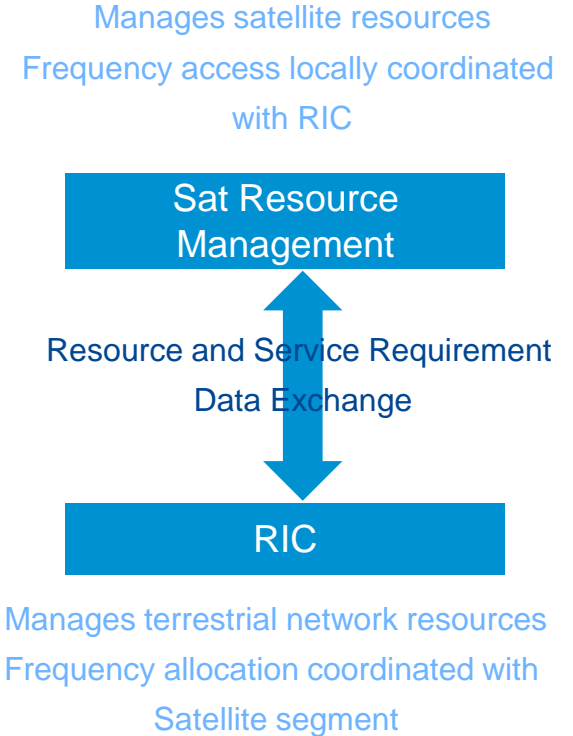 Manages satellite resources
Frequency access locally coordinated
with RIC
Sat Resource
Management
Resource and Service Requirement
Data Exchange
RIC
Manages terrestrial network resources
Frequency allocation coordinated with
Satellite segment